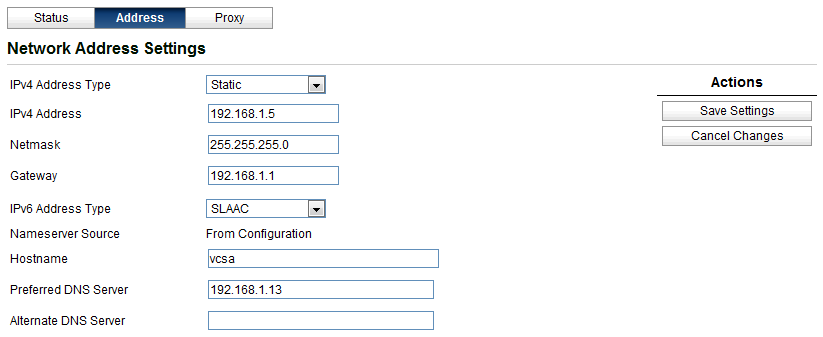 Status Address Proxy
Network Address Settings
IPv4 Address Type Static
IPv4 Address 192.168.1.5
Netmask 255.255.255.0
Gateway 192.168.1.1
IPv6 Address Type SLAAC
Nameserver Source From Configuration
Hostname vcsa
Preferred DNS Server 192.168.1.13
Alternate DNS Server
Actions
Save Settings
Cancel Changes